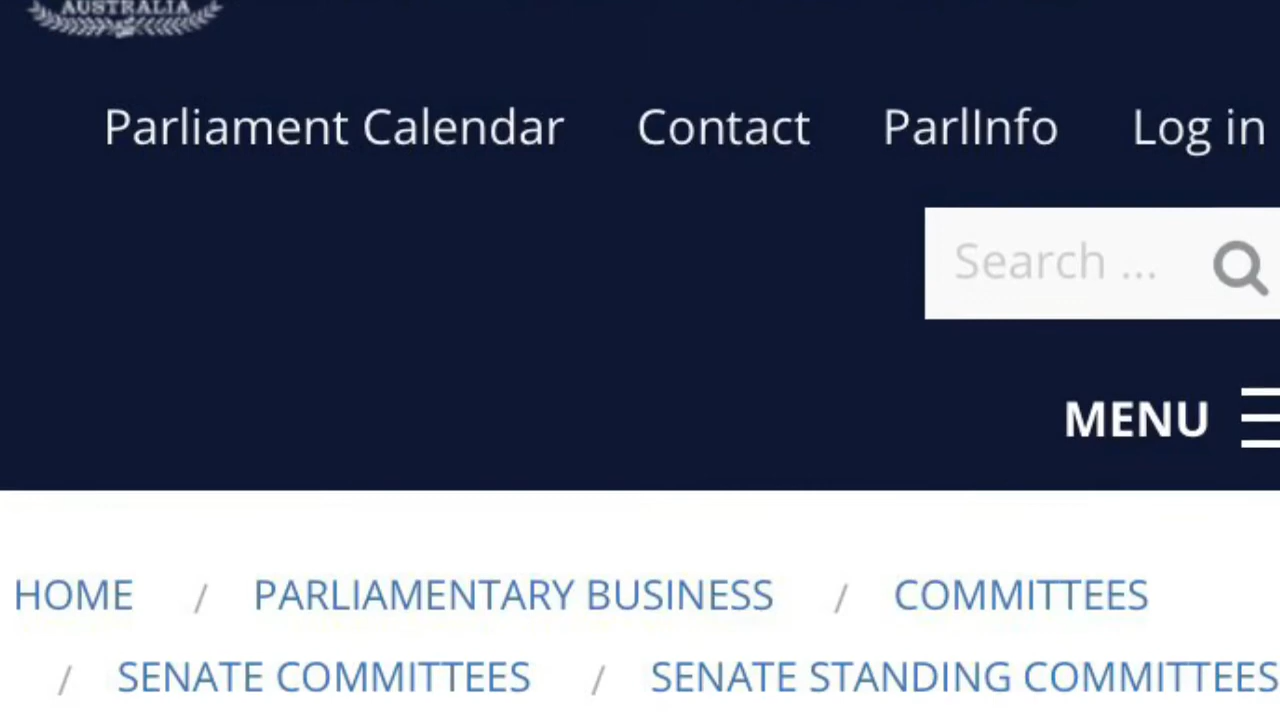 AUSTRALIA
Parliament Calendar Contact ParlInfo Log in
Search ...
MENU
HOME / PARLIAMENTARY BUSINESS / COMMITTEES
/ SENATE COMMITTEES / SENATE STANDING COMMITTEES